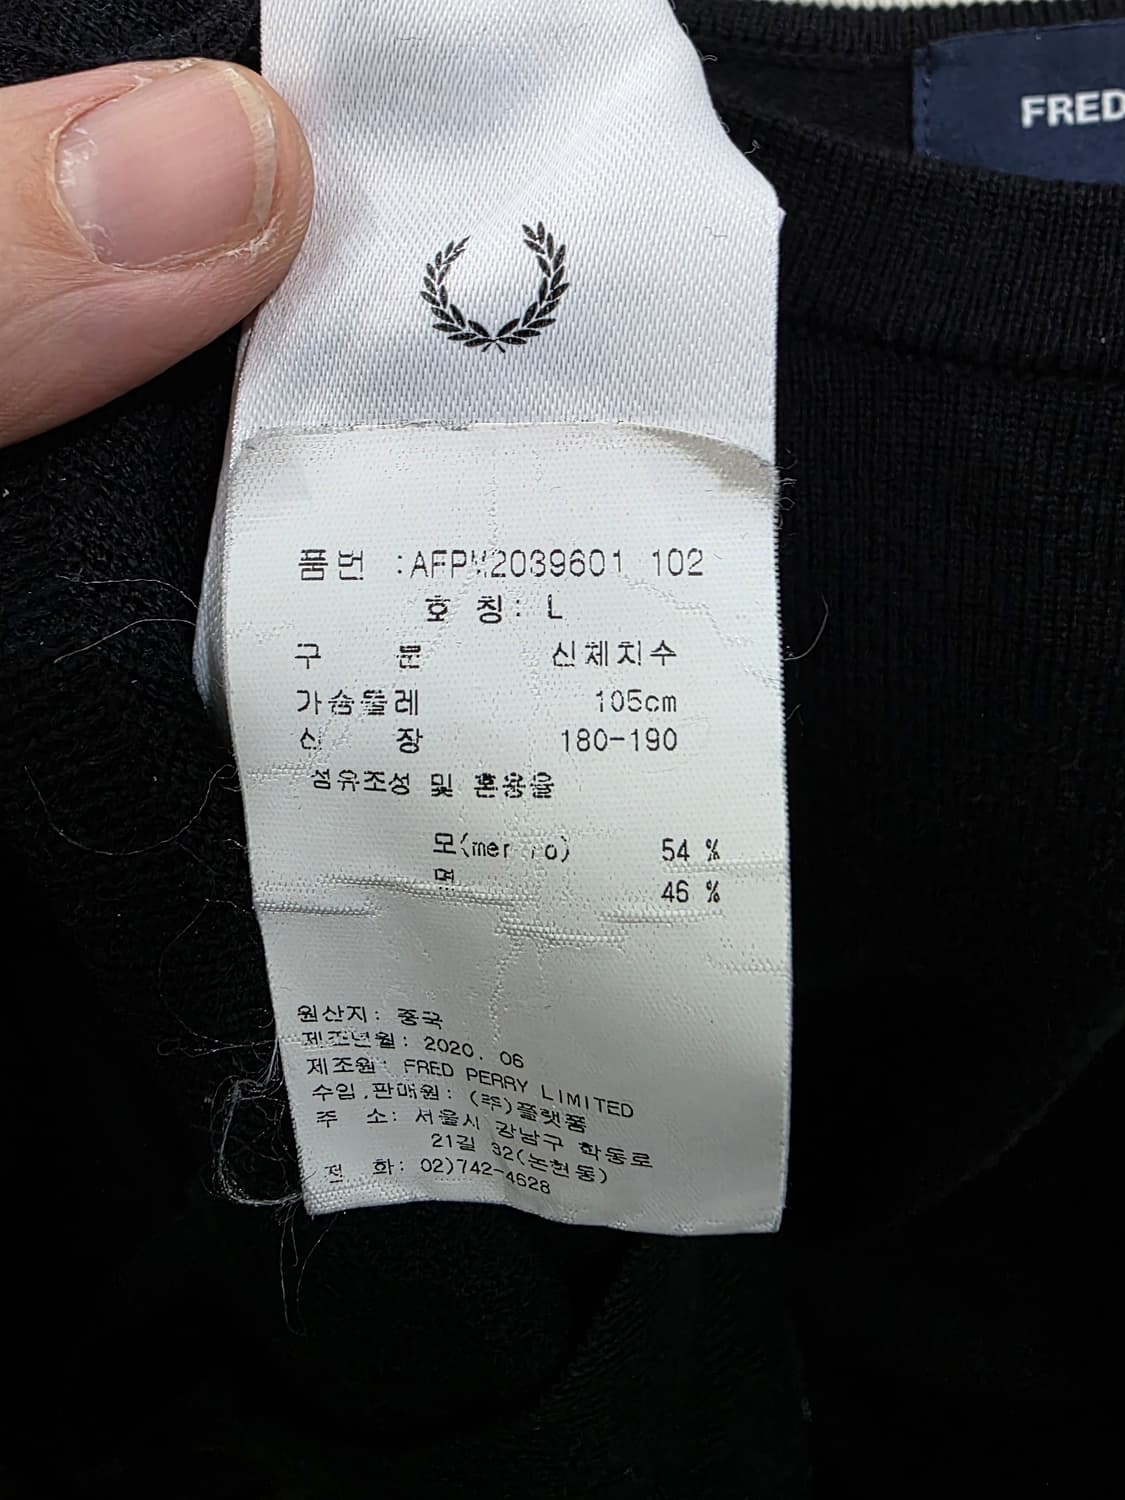 FRED
품번 :AFPM2039601 102
호 칭: L
구 분 신체치수
가슴둘레 105cm
신 장 180-190
섬유조성 및 혼용율
모(merino) 54 %
면 46 %
원산지: 중국
제조년월: 2020. 06
제조원: FRED PERRY LIMITED
수입,판매원: (주)플랫폼
주 소: 서울시 강남구 학동로
21길 32(논현동)
전 화: 02)742-4628